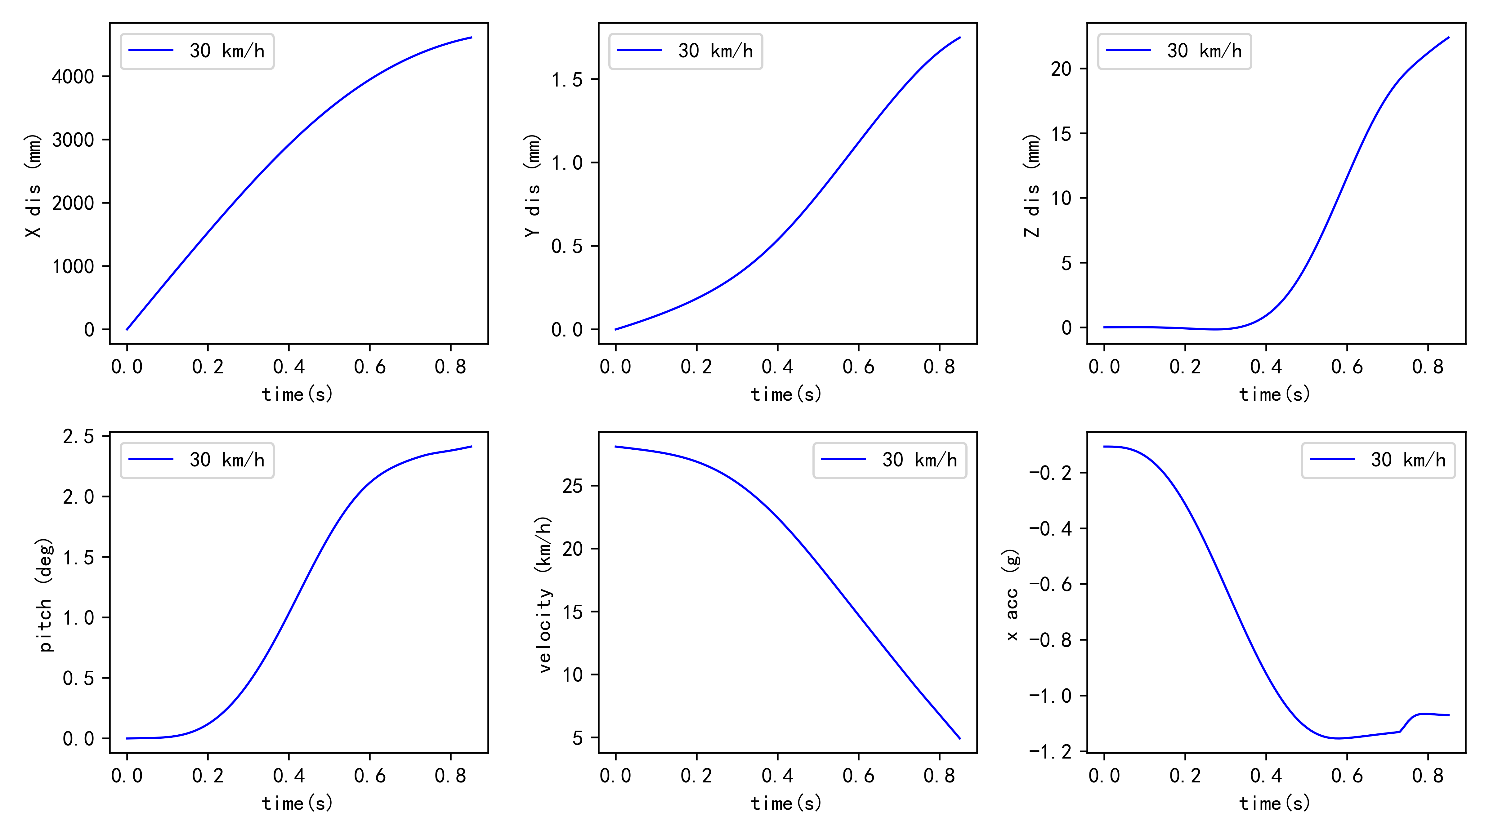 30 km/h
X dis (mm)
4000
3000
2000
1000
0
0.0 0.2 0.4 0.6 0.8
time(s)
30 km/h
Y dis (mm)
1.5
1.0
0.5
0.0
0.0 0.2 0.4 0.6 0.8
time(s)
30 km/h
Z dis (mm)
20
15
10
5
0
0.0 0.2 0.4 0.6 0.8
time(s)
30 km/h
pitch (deg)
2.5
2.0
1.5
1.0
0.5
0.0
0.0 0.2 0.4 0.6 0.8
time(s)
30 km/h
velocity (km/h)
25
20
15
10
5
0.0 0.2 0.4 0.6 0.8
time(s)
30 km/h
x acc (g)
−0.2
−0.4
−0.6
−0.8
−1.0
−1.2
0.0 0.2 0.4 0.6 0.8
time(s)